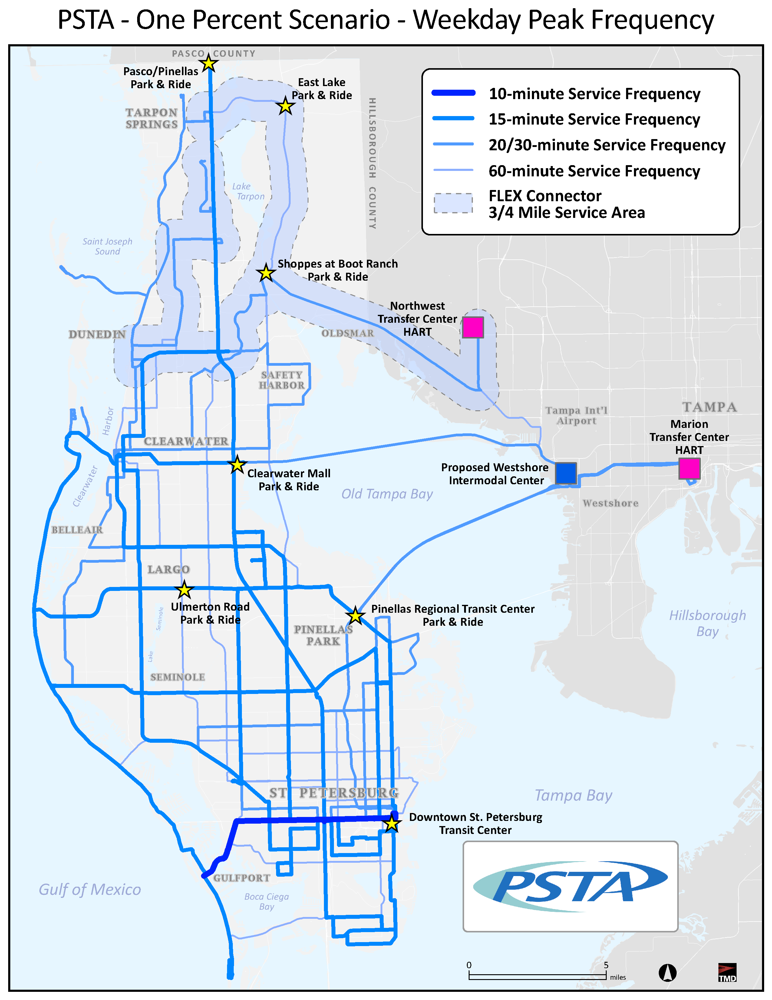 PSTA - One Percent Scenario - Weekday Peak Frequency
PASCO COUNTY
Pasco/Pinellas
Park & Ride
East Lake
Park & Ride
TARPON
SPRINGS
HILLSBOROUGH COUNTY
10-minute Service Frequency
15-minute Service Frequency
20/30-minute Service Frequency
60-minute Service Frequency
FLEX Connector
3/4 Mile Service Area
Lake
Tarpon
Saint Joseph
Sound
Shoppes at Boot Ranch
Park & Ride
Northwest
Transfer Center
HART
DUNEDIN
OLDSMAR
SAFETY
HARBOR
Tampa Int'l
Airport
TAMPA
Marion
Transfer Center
HART
Clearwater
Harbor
CLEARWATER
Clearwater Mall
Park & Ride
Proposed Westshore
Intermodal Center
Old Tampa Bay
Westshore
BELLEAIR
LARGO
Ulmerton Road
Park & Ride
Lake
Seminole
Pinellas Regional Transit Center
Park & Ride
PINELLAS
PARK
Hillsborough
Bay
SEMINOLE
ST PETERSBURG
Tampa Bay
Downtown St. Petersburg
Transit Center
GULFPORT
Gulf of Mexico
Boca Ciega
Bay
PSTA
0 5
miles
TMD